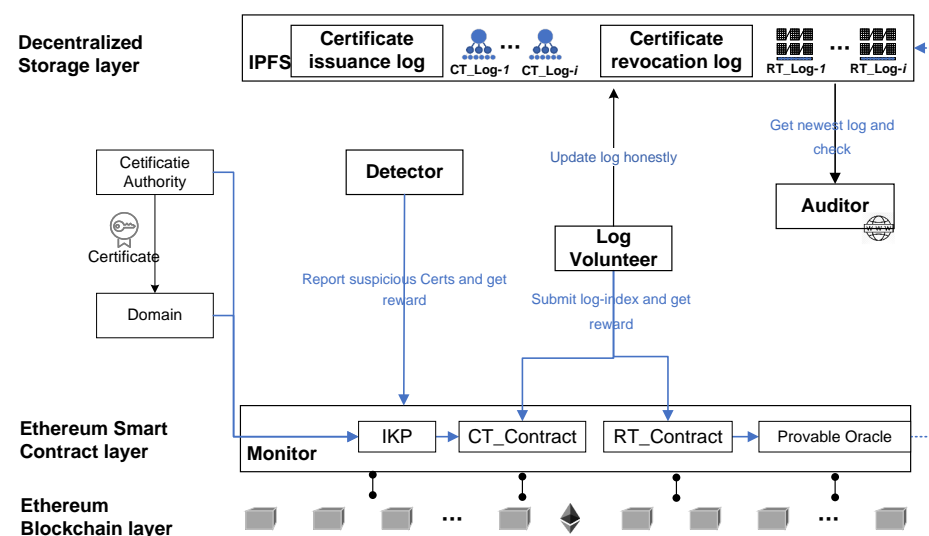 Decentralized
Storage layer
IPFS
Certificate
issuance log
CT_Log-1
...
CT_Log-i
Certificate
revocation log
RT_Log-1
...
RT_Log-i
Get newest log and
check
Update log honestly
Cetificatie
Authority
Detector
Auditor
WWW
Certificate
Log
Volunteer
Report suspicious Certs and get
reward
Submit log-index and get
reward
Domain
Ethereum Smart
Contract layer
Monitor
IKP
CT_Contract
RT_Contract
Provable Oracle
Ethereum
Blockchain layer
...
...